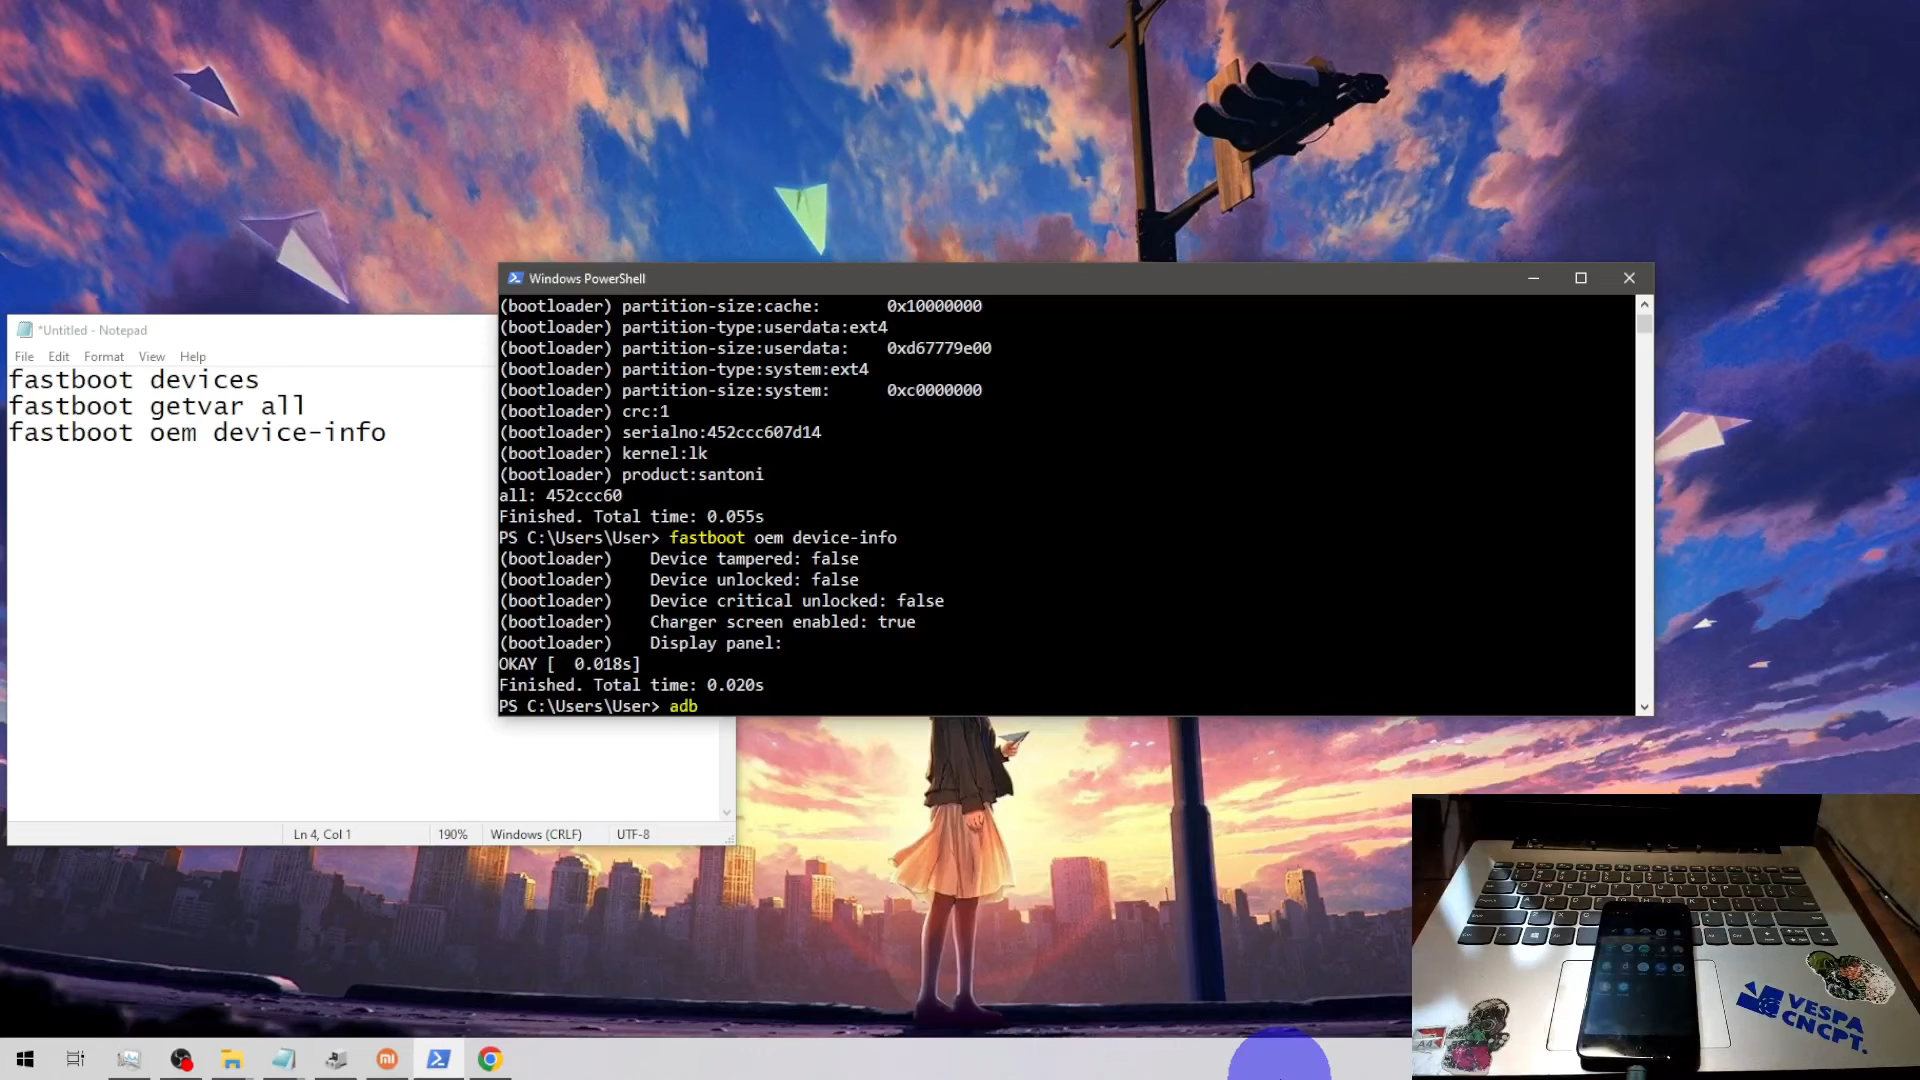 *Untitled - Notepad
File Edit Format View Help
fastboot devices
fastboot getvar all
fastboot oem device-info
Ln 4, Col 1 190% Windows (CRLF) UTF-8
Windows PowerShell
(bootloader) partition-size:cache: 0x10000000
(bootloader) partition-type:userdata:ext4
(bootloader) partition-size:userdata: 0xd67779e00
(bootloader) partition-type:system:ext4
(bootloader) partition-size:system: 0xc0000000
(bootloader) crc:1
(bootloader) serialno:452ccc607d14
(bootloader) kernel:lk
(bootloader) product:santoni
all: 452ccc60
Finished. Total time: 0.055s
PS C:\Users\User> fastboot oem device-info
(bootloader) Device tampered: false
(bootloader) Device unlocked: false
(bootloader) Device critical unlocked: false
(bootloader) Charger screen enabled: true
(bootloader) Display panel:
OKAY [ 0.018s]
Finished. Total time: 0.020s
PS C:\Users\User> adb
VESPA
CNCPT.